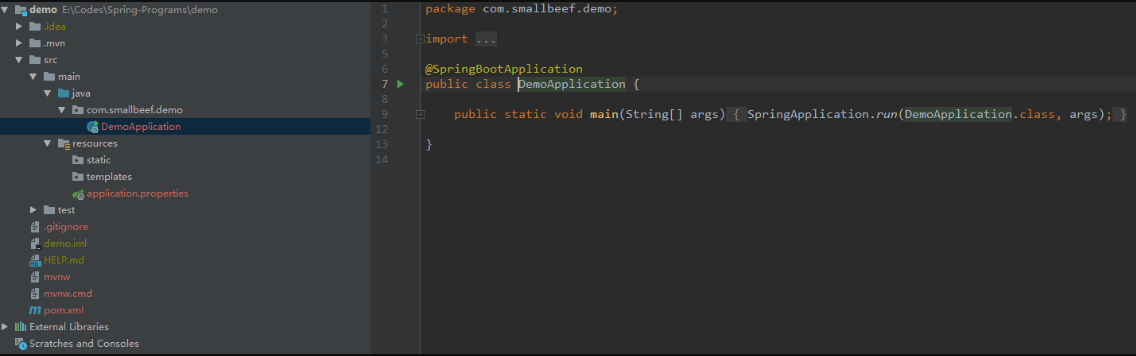 demo E:\Codes\Spring-Programs\demo
.idea
.mvn
src
main
java
com.smallbeef.demo
DemoApplication
resources
static
templates
application.properties
test
.gitignore
demo.iml
HELP.md
mvnw
mvnw.cmd
pom.xml
External Libraries
Scratches and Consoles
1 package com.smallbeef.demo;
2
3 import ...
5
6 @SpringBootApplication
7 public class DemoApplication {
8
9 public static void main(String[] args) { SpringApplication.run(DemoApplication.class, args); }
12
13 }
14